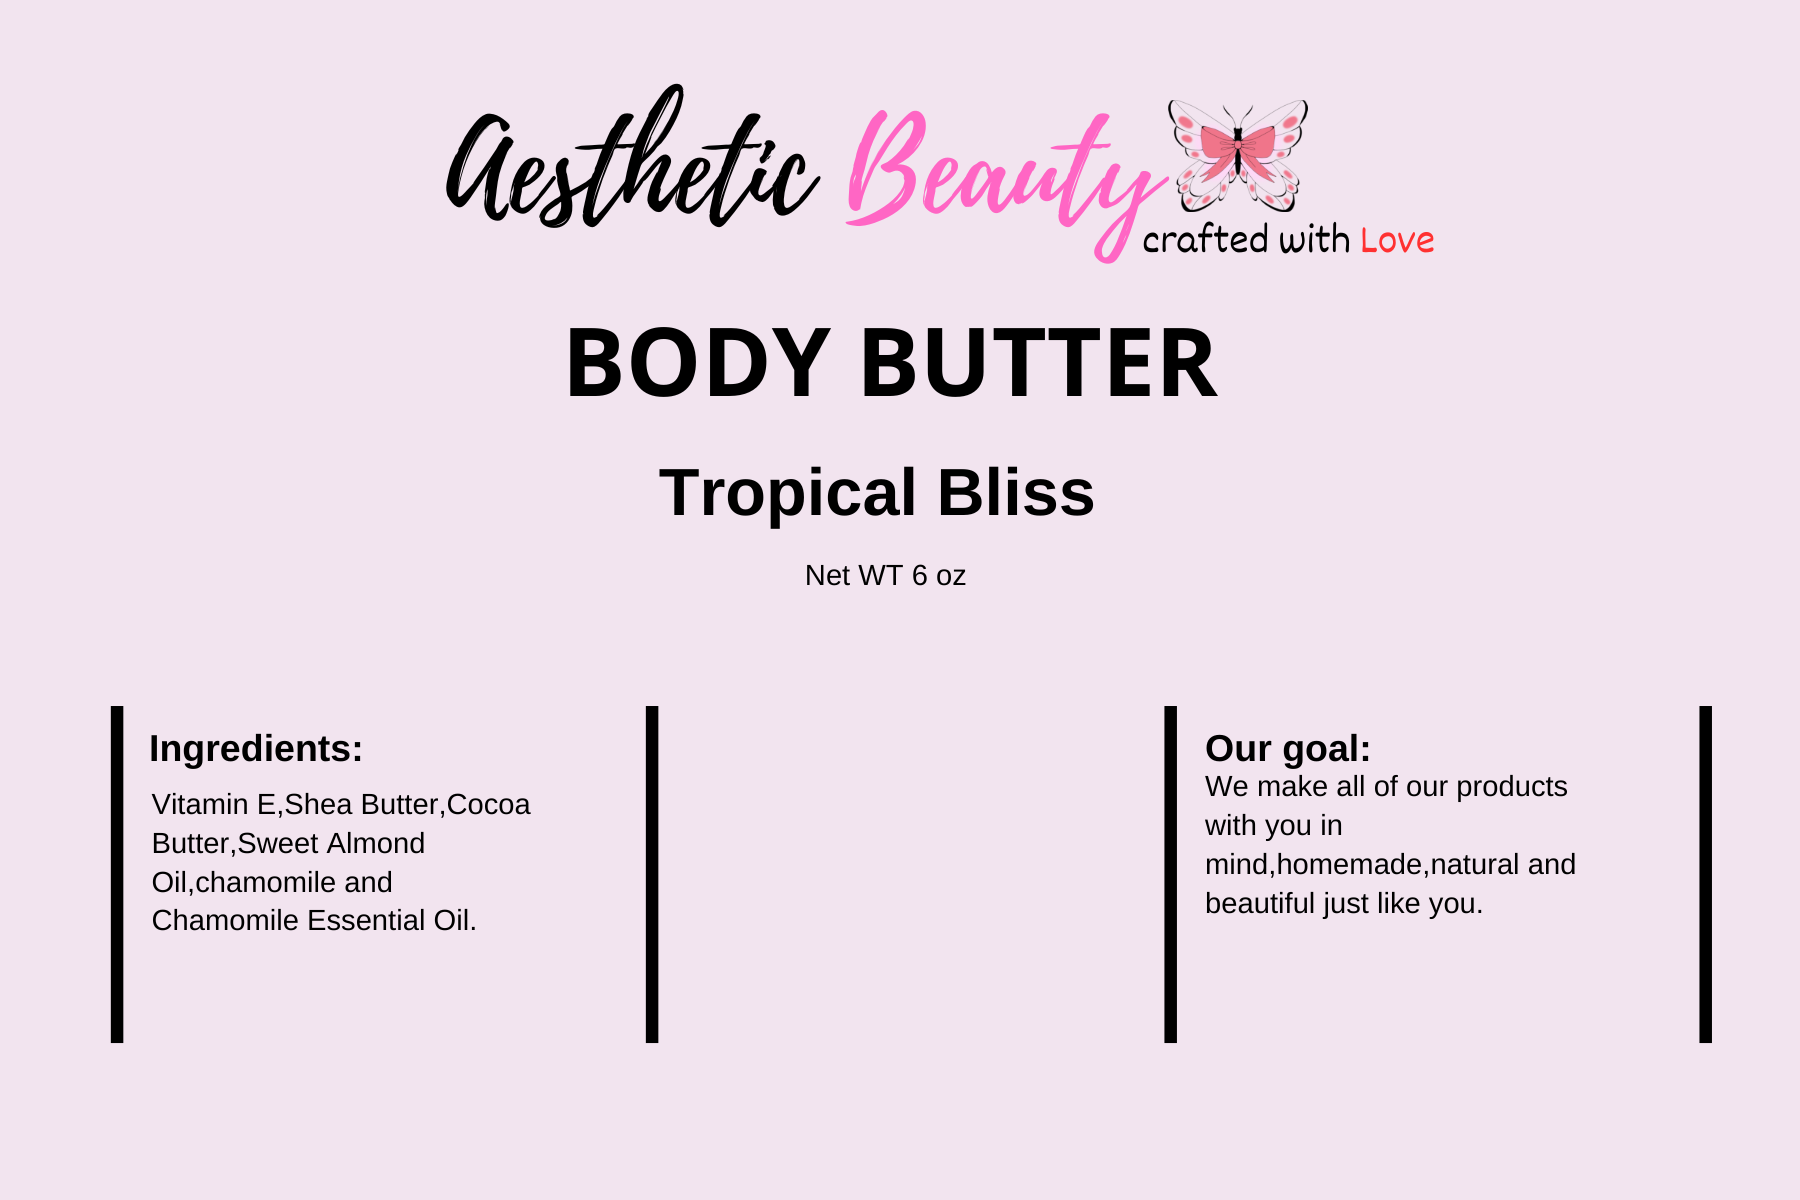 Aesthetic Beauty
crafted with Love
BODY BUTTER
Tropical Bliss
Net WT 6 oz
Ingredients:
Vitamin E,Shea Butter,Cocoa
Butter,Sweet Almond
Oil,chamomile and
Chamomile Essential Oil.
Our goal:
We make all of our products
with you in
mind,homemade,natural and
beautiful just like you.